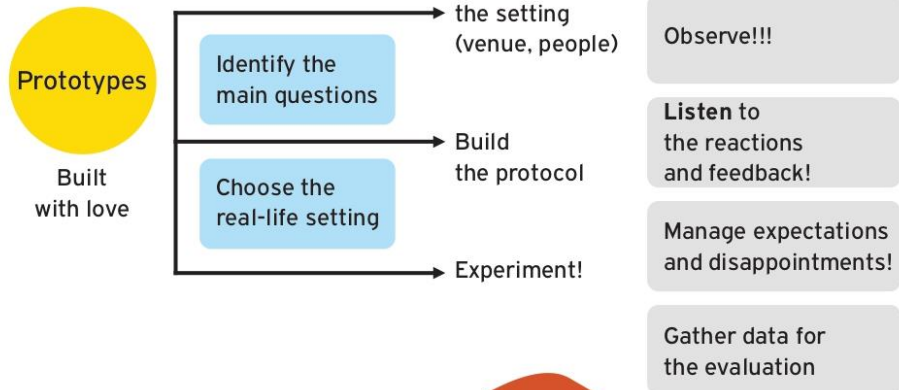 Prototypes
Built
with love
Identify the
main questions
Choose the
real-life setting
the setting
(venue, people)
Build
the protocol
Experiment!
Observe!!!
Listen to
the reactions
and feedback!
Manage expectations
and disappointments!
Gather data for
the evaluation